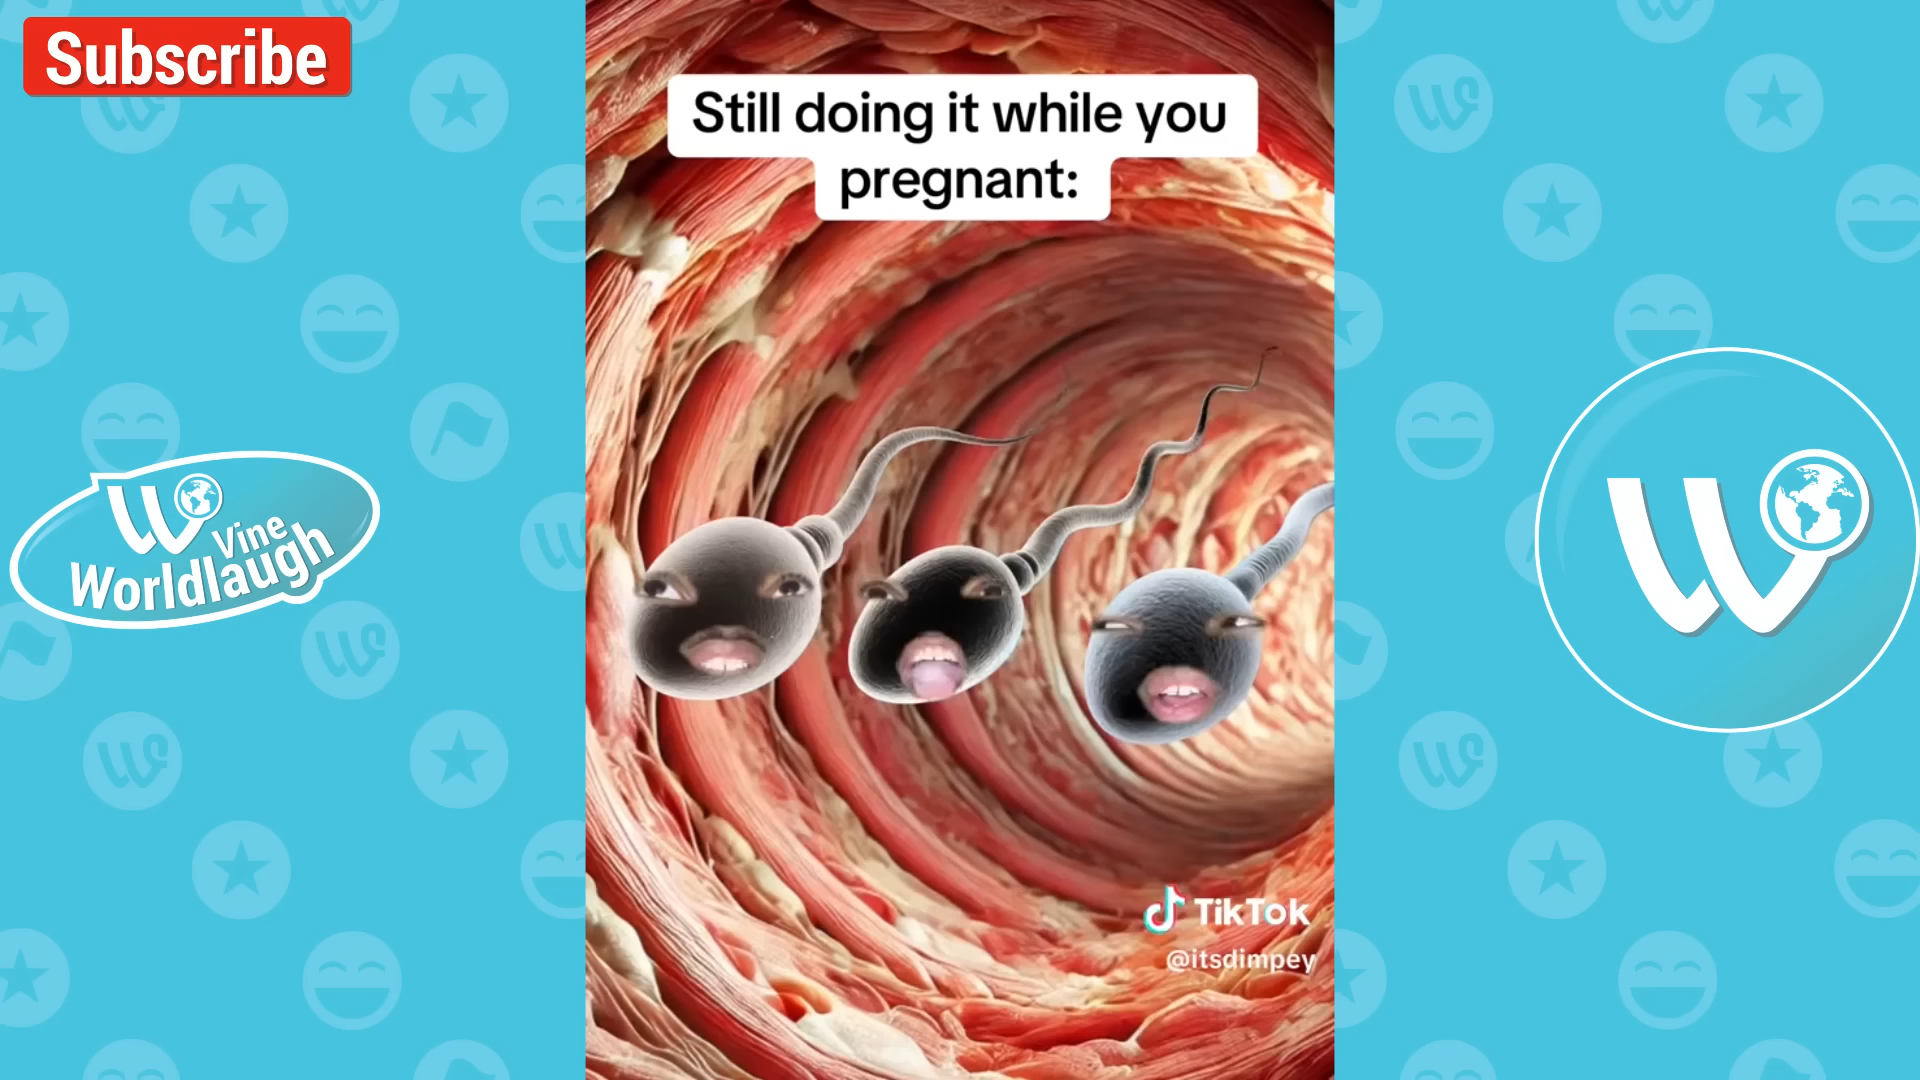 Subscribe
Still doing it while you
pregnant:
W
Vine
Worldlaugh
W
TikTok
@itsdimpey